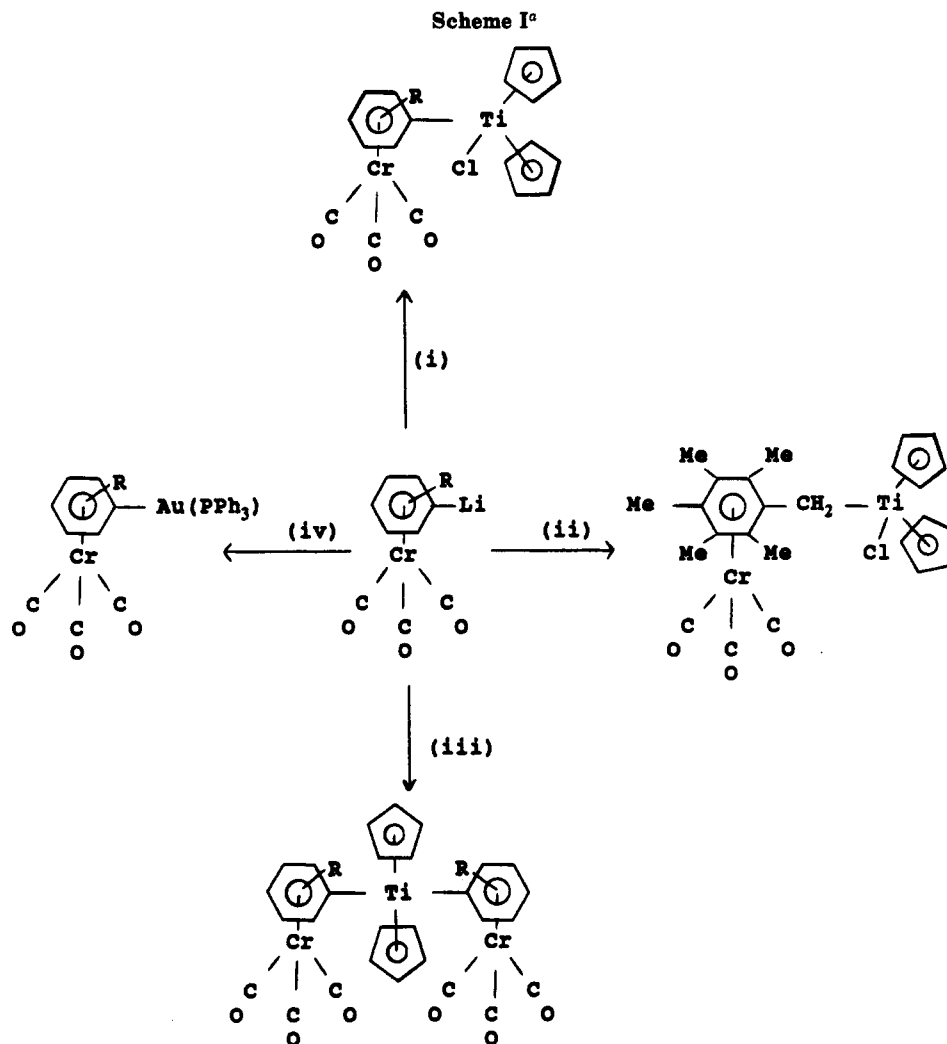 Scheme Iᵃ
R
Ti
Cl
Cr
C C C
O O O
(i)
R
Au(PPh₃)
Cr
C C C
O O O
(iv)
R
Li
Cr
C C C
O O O
(ii)
Me Me
Me CH₂ Ti
Me Me Cl
Cr
C C C
O O O
(iii)
R Ti R
Cr Cr
C C C C C C
O O O O O O